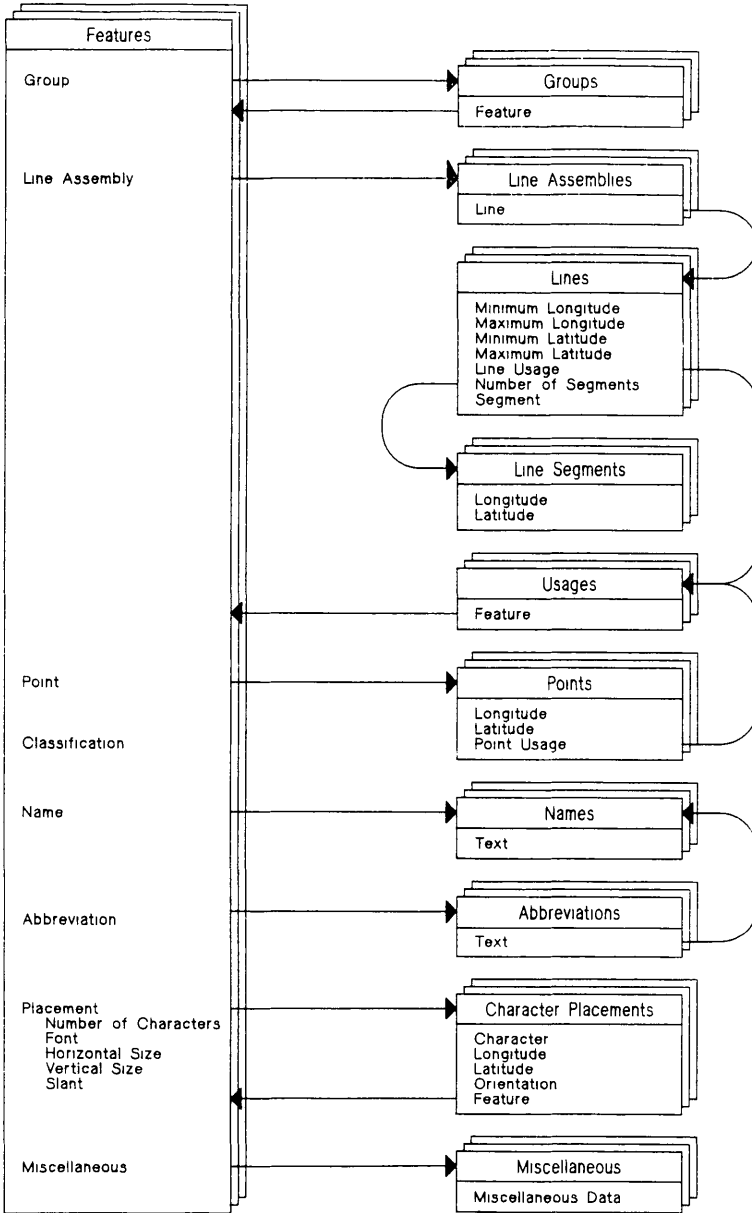 Features
Group
Line Assembly
Point
Classification
Name
Abbreviation
Placement
Number of Characters
Font
Horizontal Size
Vertical Size
Slant
Miscellaneous
Groups
Feature
Line Assemblies
Line
Lines
Minimum Longitude
Maximum Longitude
Minimum Latitude
Maximum Latitude
Line Usage
Number of Segments
Segment
Line Segments
Longitude
Latitude
Usages
Feature
Points
Longitude
Latitude
Point Usage
Names
Text
Abbreviations
Text
Character Placements
Character
Longitude
Latitude
Orientation
Feature
Miscellaneous
Miscellaneous Data